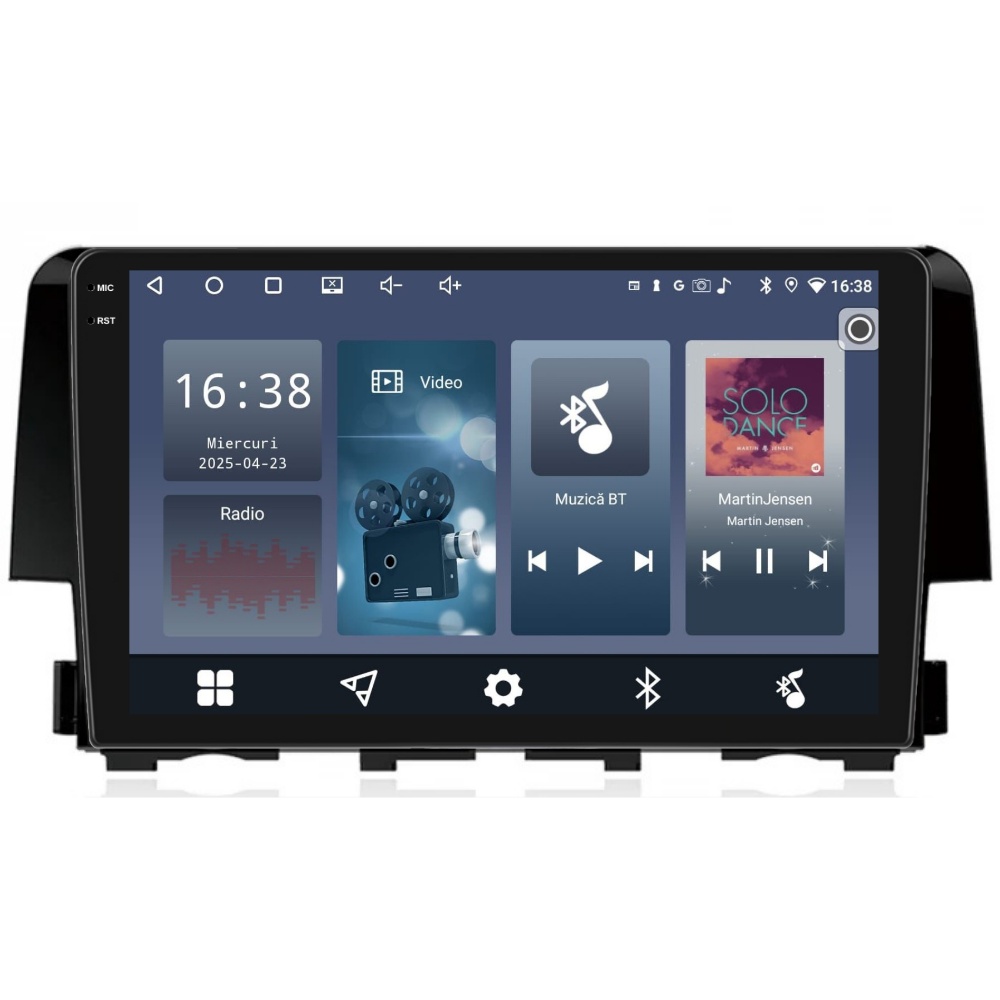 MIC
RST
G
16:38
16:38
Miercuri
2025-04-23
Radio
Video
Muzică BT
SOLO
DANCE
MARTIN JENSEN
MartinJensen
Martin Jensen